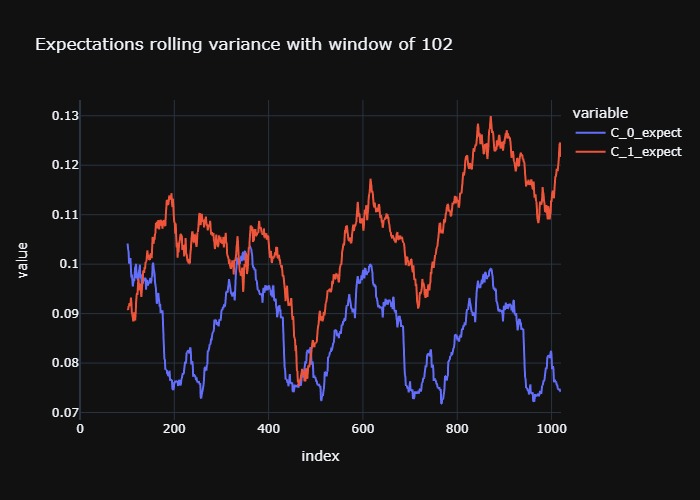 Expectations rolling variance with window of 102
variable
C_0_expect
C_1_expect
value
0.13
0.12
0.11
0.1
0.09
0.08
0.07
0
200
400
600
800
1000
index